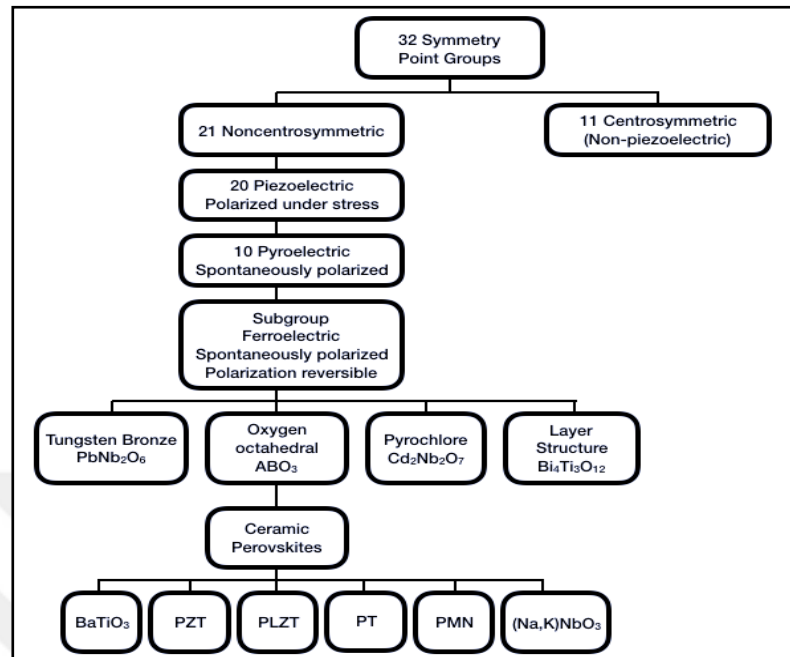 32 Symmetry
Point Groups
21 Noncentrosymmetric
11 Centrosymmetric
(Non-piezoelectric)
20 Piezoelectric
Polarized under stress
10 Pyroelectric
Spontaneously polarized
Subgroup
Ferroelectric
Spontaneously polarized
Polarization reversible
Tungsten Bronze
PbNb₂O₆
Oxygen
octahedral
ABO₃
Pyrochlore
Cd₂Nb₂O₇
Layer
Structure
Bi₄Ti₃O₁₂
Ceramic
Perovskites
BaTiO₃
PZT
PLZT
PT
PMN
(Na,K)NbO₃